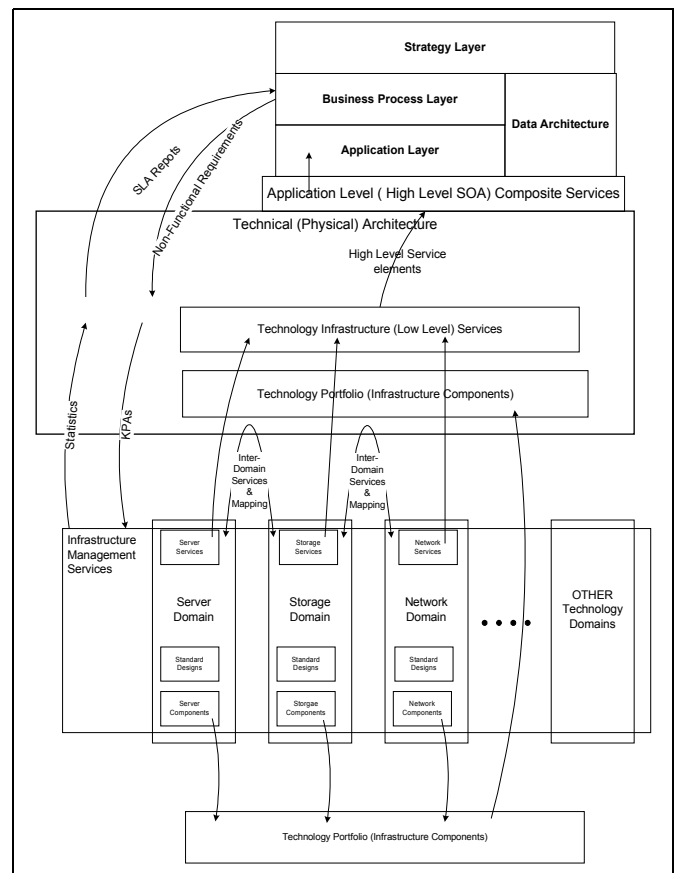 Strategy Layer
Business Process Layer
Data Architecture
Application Layer
Application Level ( High Level SOA) Composite Services
SLA Repots
Non-Functional Requirements
Technical (Physical) Architecture
High Level Service
elements
Technology Infrastructure (Low Level) Services
Technology Portfolio (Infrastructure Components)
Statistics
KPAs
Inter-
Domain
Services
&
Mapping
Inter-
Domain
Services
&
Mapping
Infrastructure
Management
Services
Server
Services
Server
Domain
Standard
Designs
Server
Components
Storage
Services
Storage
Domain
Standard
Designs
Storgae
Components
Network
Services
Network
Domain
Standard
Designs
Network
Components
OTHER
Technology
Domains
Technology Portfolio (Infrastructure Components)